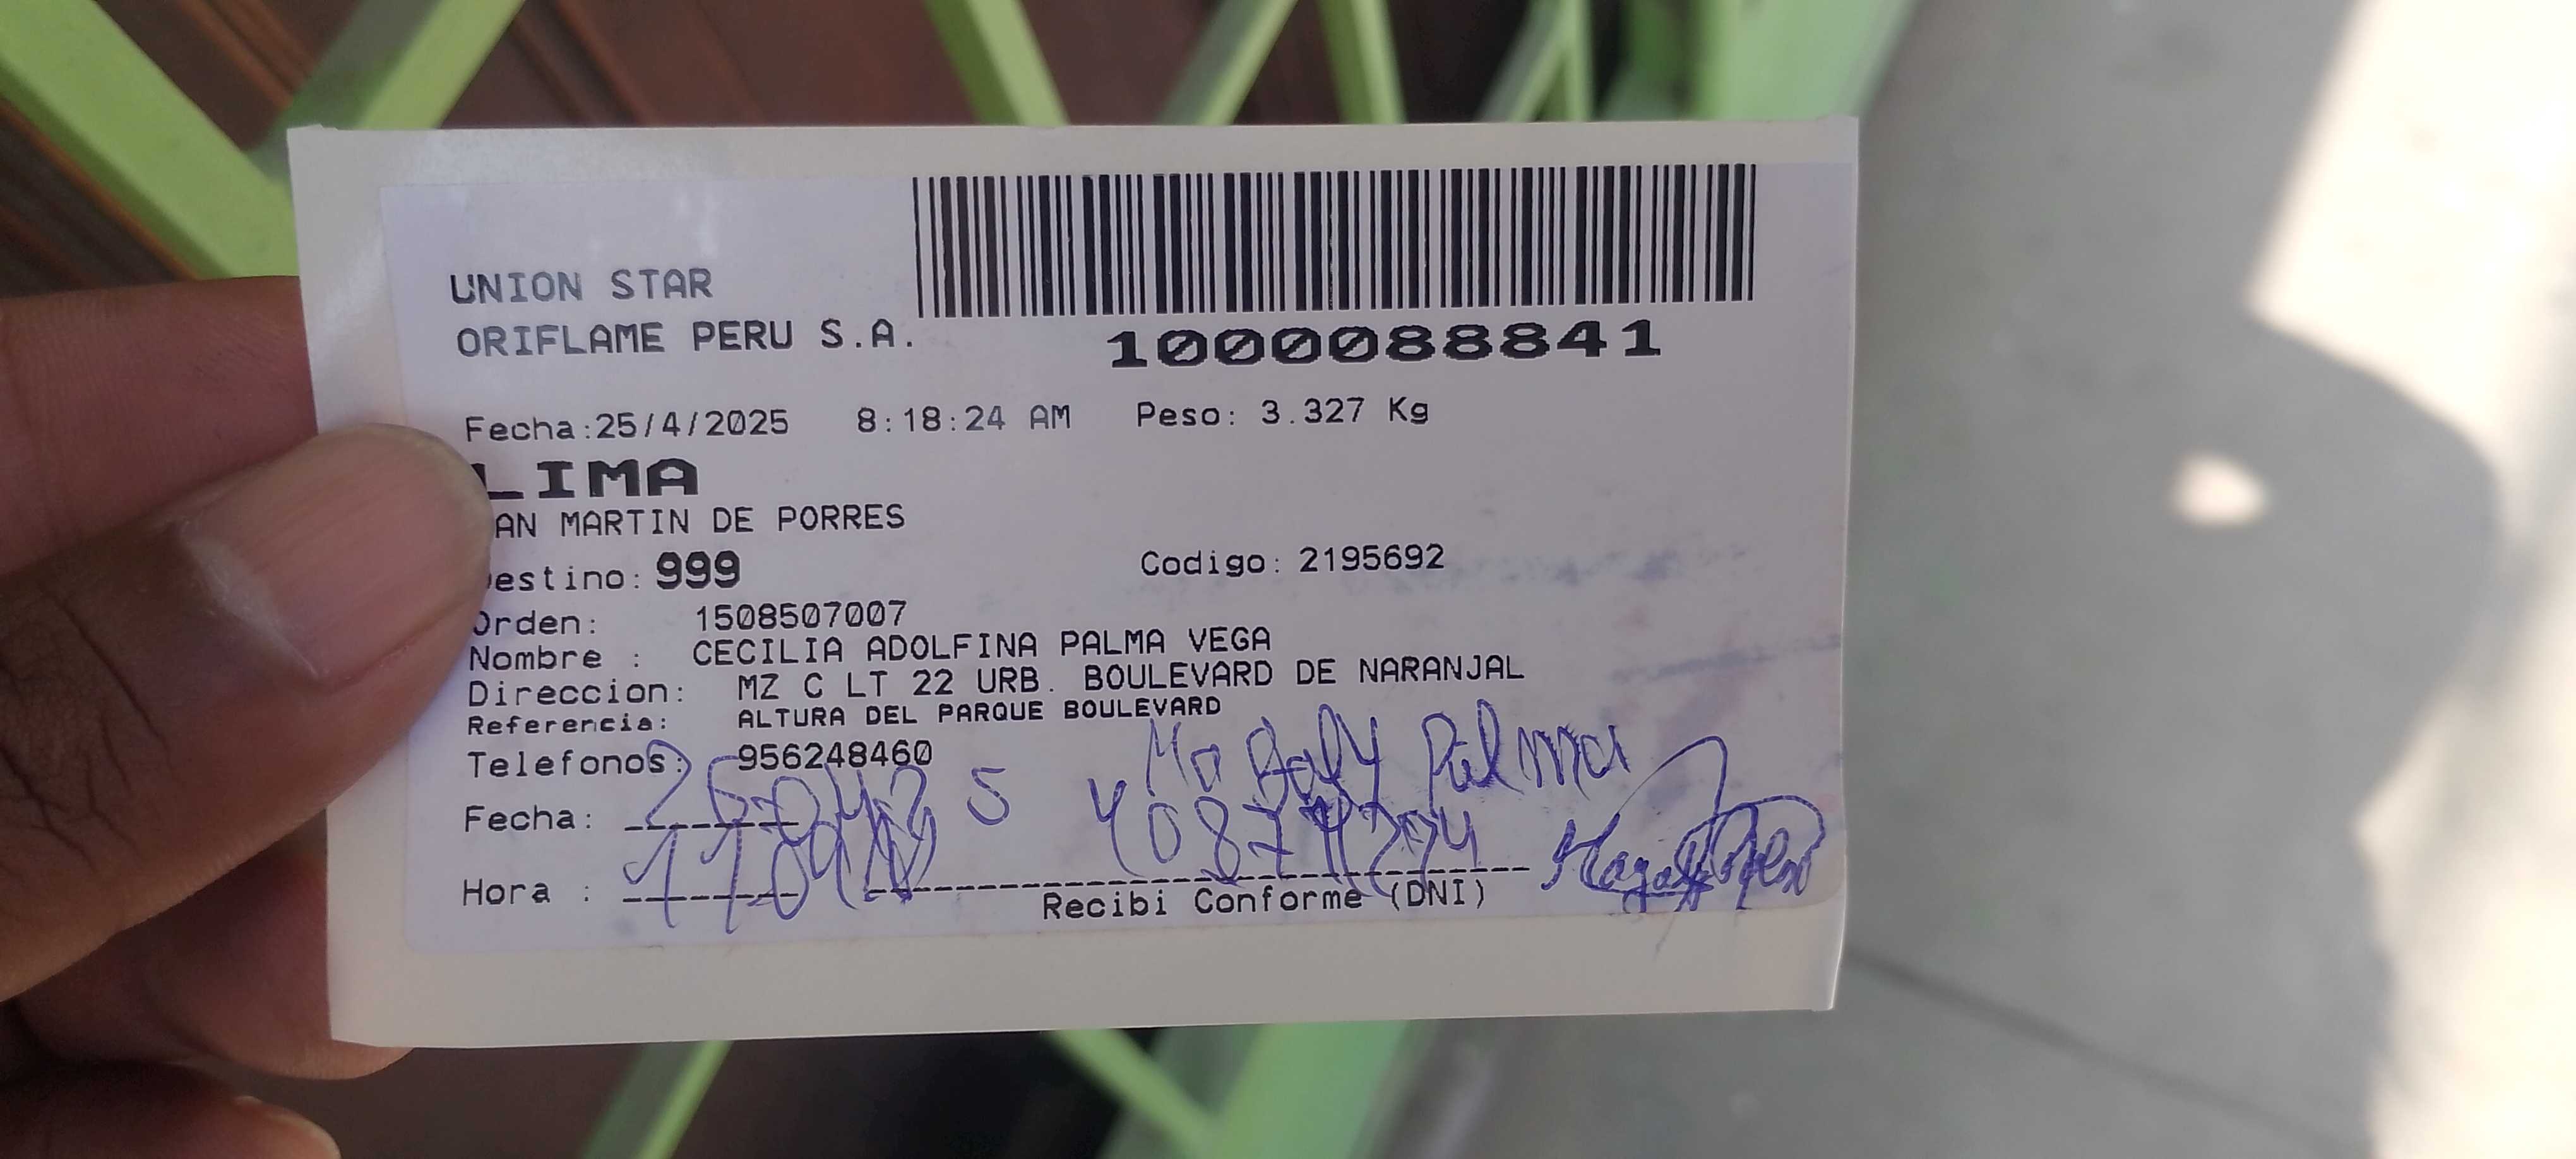 UNION STAR
ORIFLAME PERU S.A.
1000088841
Fecha:25/4/2025 8:18:24 AM Peso: 3.327 Kg
LIMA
AN MARTIN DE PORRES
estino: 999 Codigo: 2195692
Orden: 1508507007
Nombre : CECILIA ADOLFINA PALMA VEGA
Direccion: MZ C LT 22 URB. BOULEVARD DE NARANJAL
Referencia: ALTURA DEL PARQUE BOULEVARD
Telefonos: 956248460
Palma
Fecha:
Hora :
Recibi Conforme (DNI)